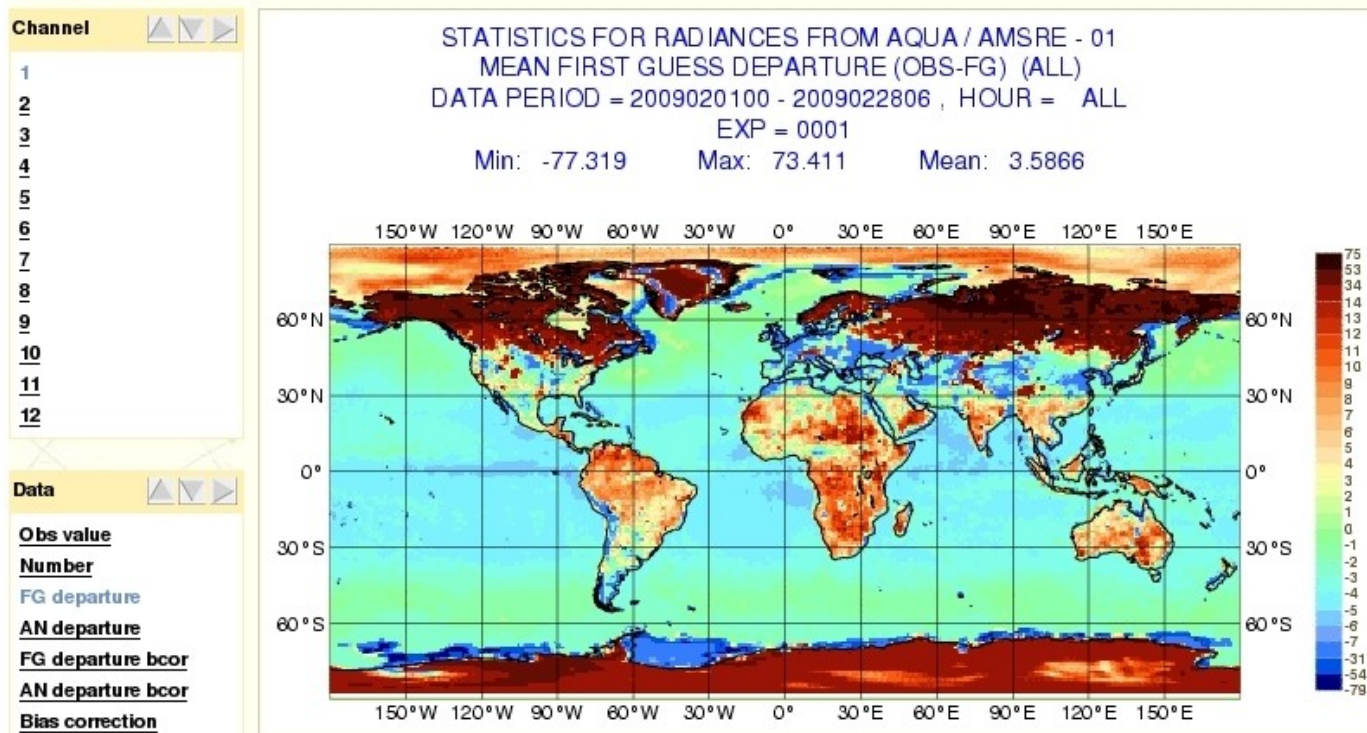 Channel
1
2
3
4
5
6
7
8
9
10
11
12
Data
Obs value
Number
FG departure
AN departure
FG departure bcor
AN departure bcor
Bias correction
STATISTICS FOR RADIANCES FROM AQUA / AMSRE - 01
MEAN FIRST GUESS DEPARTURE (OBS-FG) (ALL)
DATA PERIOD = 2009020100 - 2009022806 , HOUR = ALL
EXP = 0001
Min: -77.319 Max: 73.411 Mean: 3.5866
150°W 120°W 90°W 60°W 30°W 0° 30°E 60°E 90°E 120°E 150°E
60°N 60°N
30°N 30°N
0° 0°
30°S 30°S
60°S 60°S
150°W 120°W 90°W 60°W 30°W 0° 30°E 60°E 90°E 120°E 150°E
75
53
34
14
13
12
11
10
9
8
7
6
5
4
3
2
1
0
-1
-2
-3
-4
-5
-6
-7
-31
-54
-79